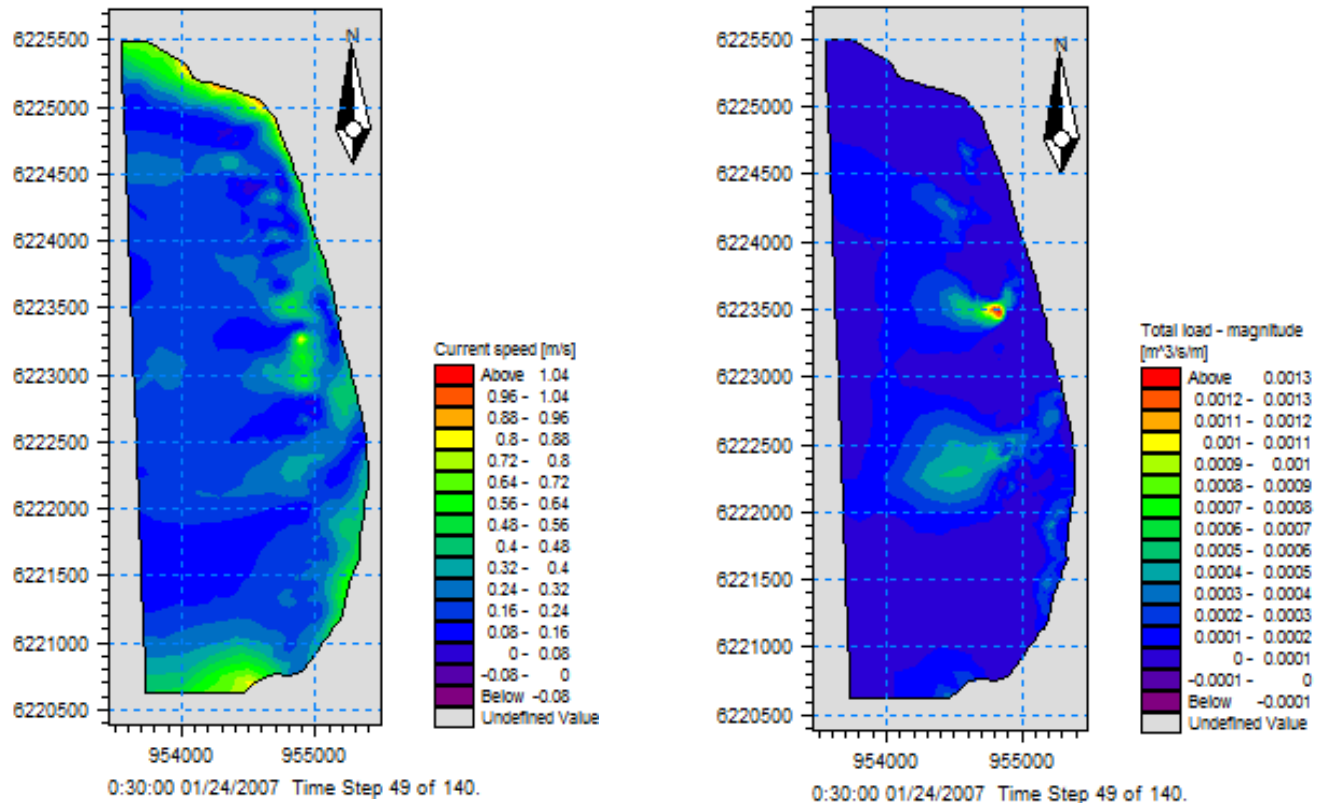 N
6225500
6225000
6224500
6224000
6223500
6223000
6222500
6222000
6221500
6221000
6220500
954000 955000
0:30:00 01/24/2007 Time Step 49 of 140.
Current speed [m/s]
Above 1.04
0.96 - 1.04
0.88 - 0.96
0.8 - 0.88
0.72 - 0.8
0.64 - 0.72
0.56 - 0.64
0.48 - 0.56
0.4 - 0.48
0.32 - 0.4
0.24 - 0.32
0.16 - 0.24
0.08 - 0.16
0 - 0.08
-0.08 - 0
Below -0.08
Undefined Value
N
6225500
6225000
6224500
6224000
6223500
6223000
6222500
6222000
6221500
6221000
6220500
954000 955000
0:30:00 01/24/2007 Time Step 49 of 140.
Total load - magnitude
[m^3/s/m]
Above 0.0013
0.0012 - 0.0013
0.0011 - 0.0012
0.001 - 0.0011
0.0009 - 0.001
0.0008 - 0.0009
0.0007 - 0.0008
0.0006 - 0.0007
0.0005 - 0.0006
0.0004 - 0.0005
0.0003 - 0.0004
0.0002 - 0.0003
0.0001 - 0.0002
0 - 0.0001
-0.0001 - 0
Below -0.0001
Undefined Value